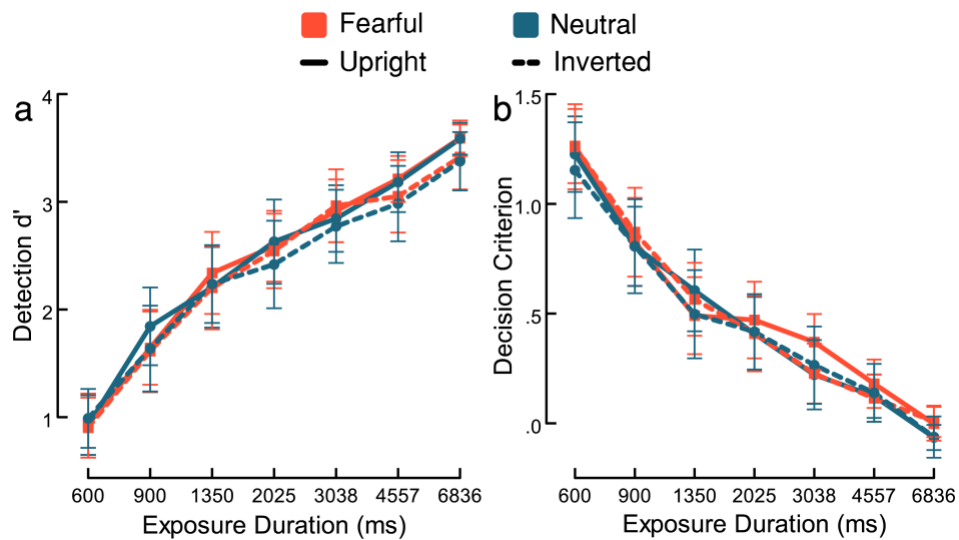 Fearful Neutral
Upright Inverted
a
4
3
2
1
Detection d'
600 900 1350 2025 3038 4557 6836
Exposure Duration (ms)
b
1.5
1.0
.5
.0
Decision Criterion
600 900 1350 2025 3038 4557 6836
Exposure Duration (ms)